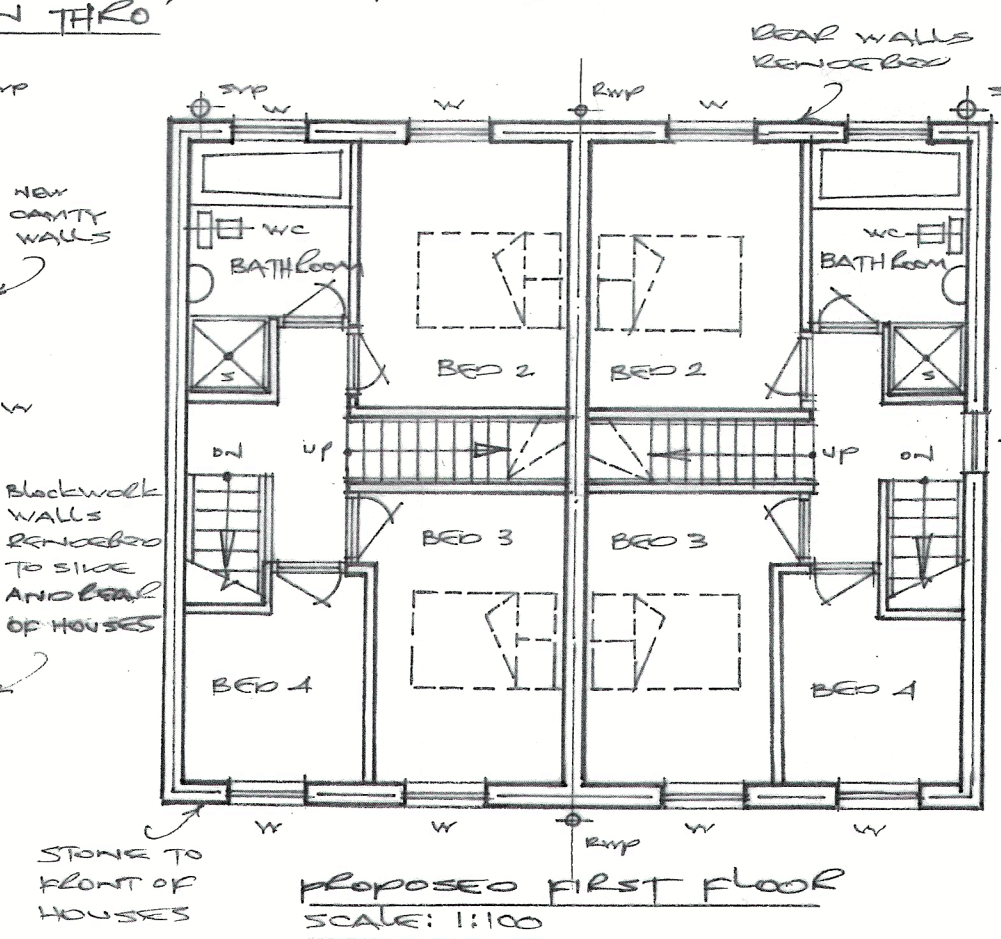 THRO
REAR WALLS
RENDERED
SVP
W
W
RWP
W
NEW
CAVITY
WALLS
WC
BATHROOM
WC
BATHROOM
S
BED 2
BED 2
S
W
DN
UP
UP
DN
BLOCKWORK
WALLS
RENDERED
TO SIDE
AND REAR
OF HOUSES
BED 3
BED 3
BED 4
BED 4
W
W
W
W
RWP
STONE TO
FRONT OF
HOUSES
PROPOSED FIRST FLOOR
SCALE: 1:100